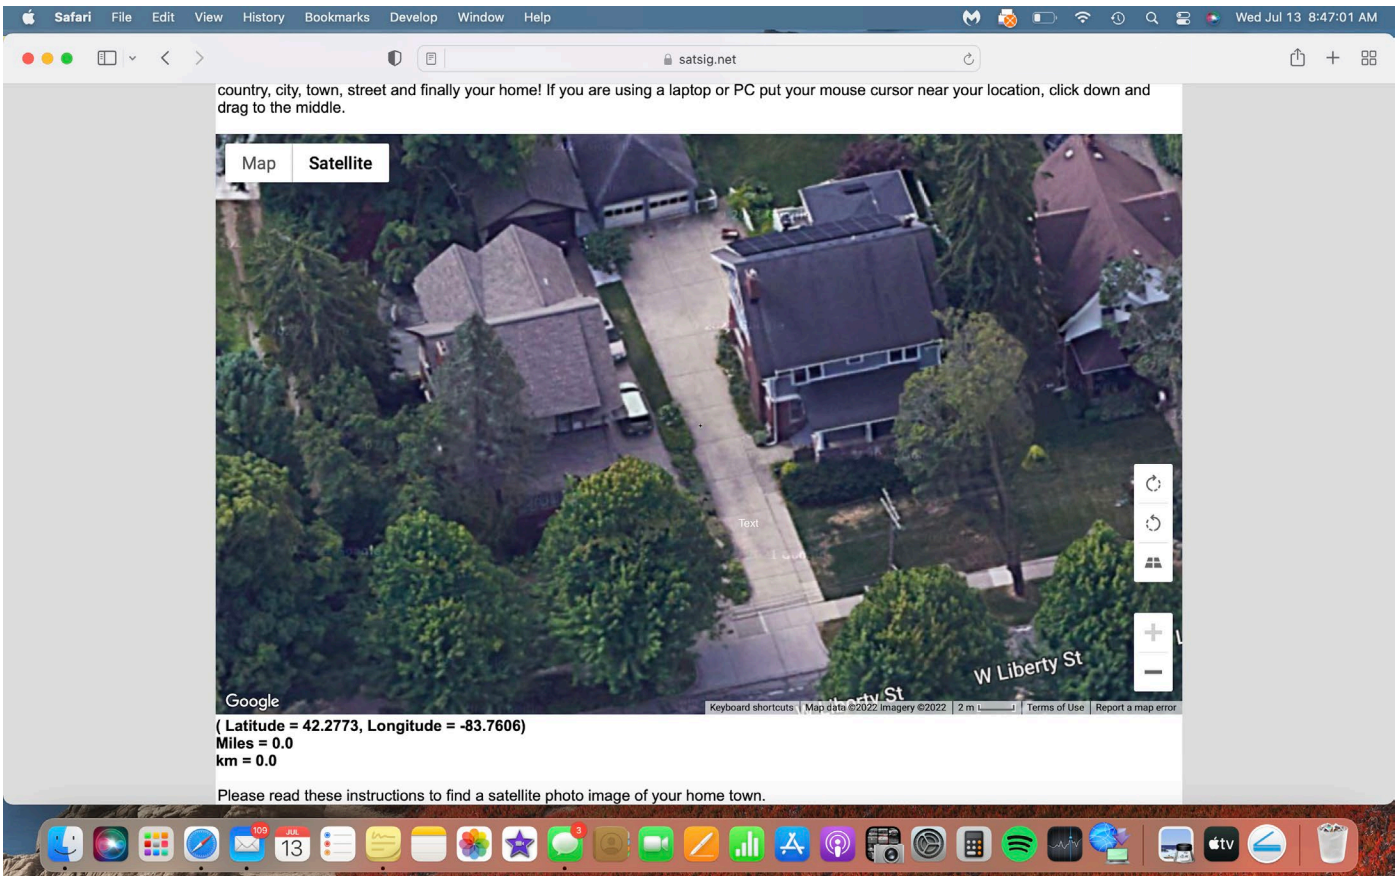 Safari File Edit View History Bookmarks Develop Window Help Wed Jul 13 8:47:01 AM
satsig.net
country, city, town, street and finally your home! If you are using a laptop or PC put your mouse cursor near your location, click down and
drag to the middle.
Map Satellite
Text
W Liberty St
W Liberty St
Google
Keyboard shortcuts Map data ©2022 Imagery ©2022 2 m Terms of Use Report a map error
( Latitude = 42.2773, Longitude = -83.7606)
Miles = 0.0
km = 0.0
Please read these instructions to find a satellite photo image of your home town.
109 JUL 13 3 tv